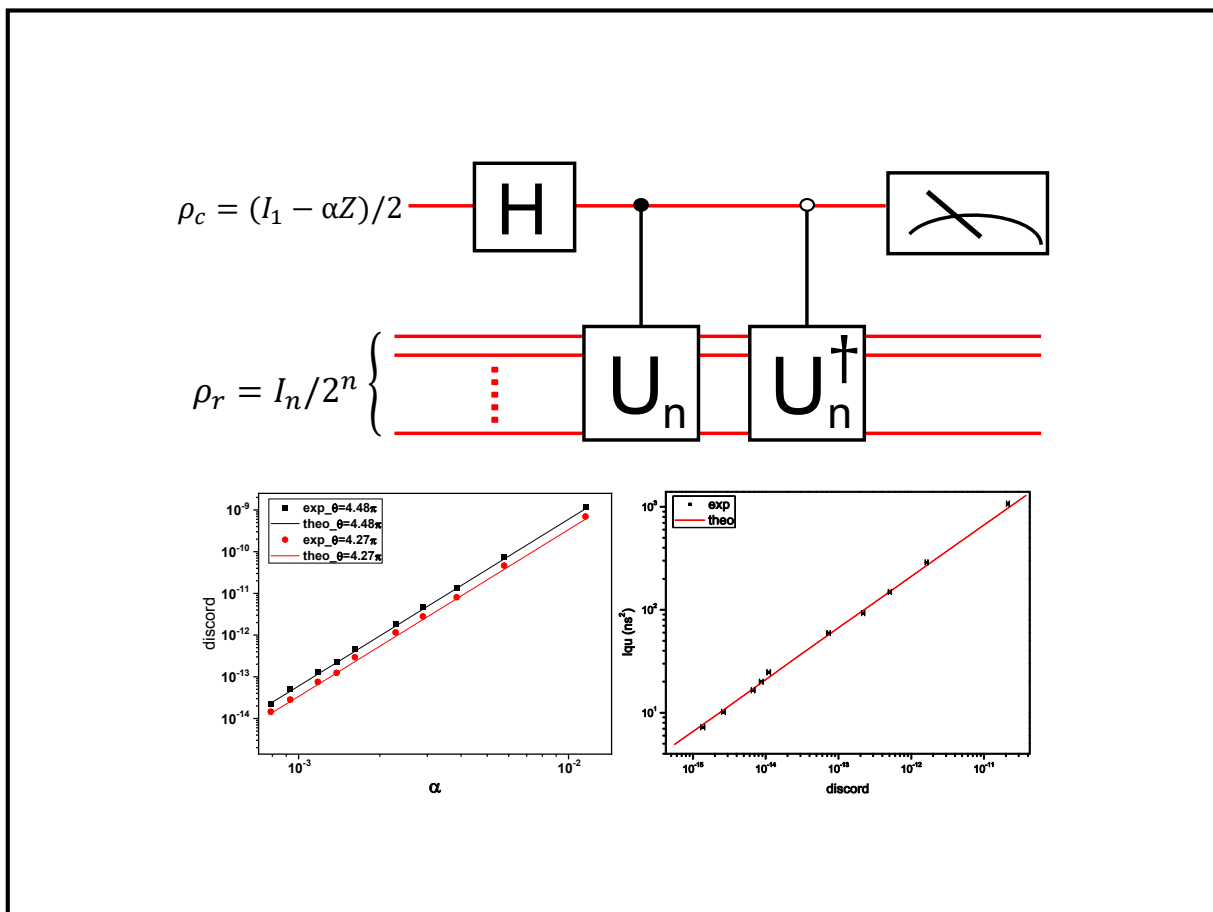 ρ_c = (I_1 − αZ)/2
H
ρ_r = I_n/2^n
U_n
U_n^†
exp_θ=4.48π
theo_θ=4.48π
exp_θ=4.27π
theo_θ=4.27π
10^-9
10^-10
10^-11
10^-12
10^-13
10^-14
discord
10^-3
10^-2
α
exp
theo
10^3
10^2
10^1
Iqu (ns^2)
10^-15
10^-14
10^-13
10^-12
10^-11
discord